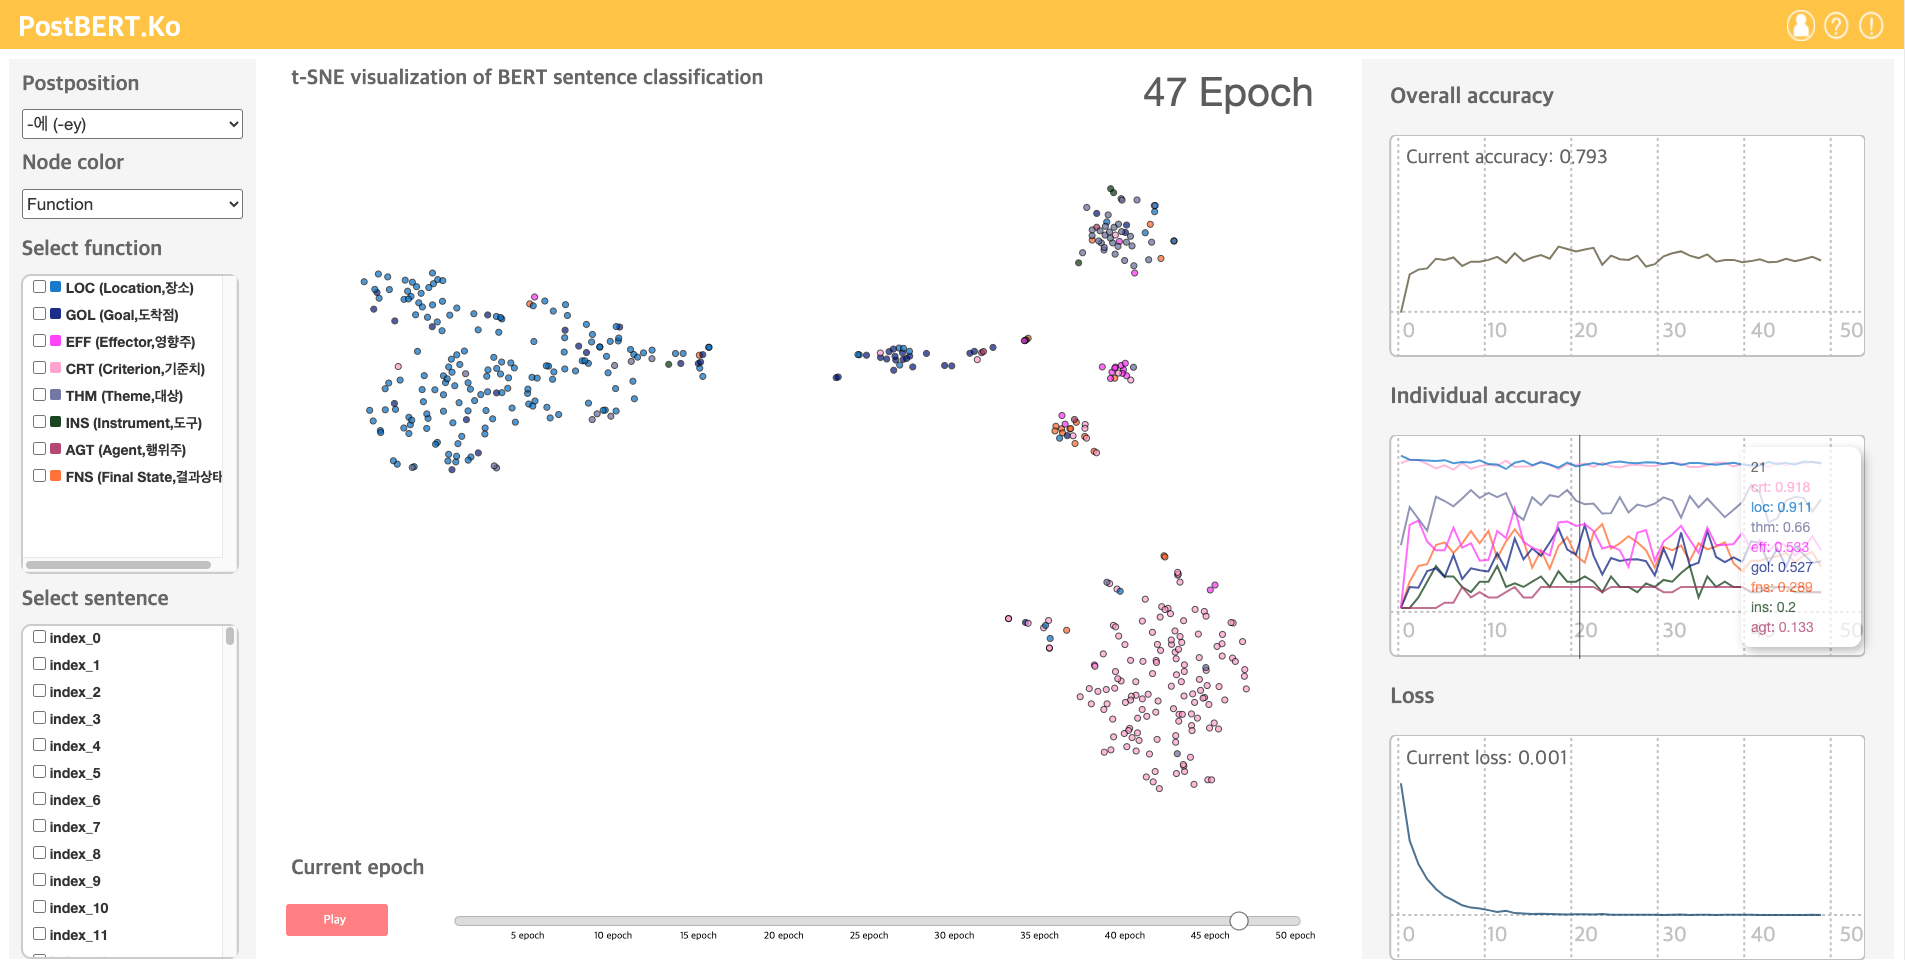 PostBERT.Ko
Postposition
-에 (-ey)
Node color
Function
Select function
LOC (Location,장소)
GOL (Goal,도착점)
EFF (Effector,영향주)
CRT (Criterion,기준치)
THM (Theme,대상)
INS (Instrument,도구)
AGT (Agent,행위주)
FNS (Final State,결과상태
Select sentence
index_0
index_1
index_2
index_3
index_4
index_5
index_6
index_7
index_8
index_9
index_10
index_11
t-SNE visualization of BERT sentence classification
47 Epoch
Current epoch
Play
5 epoch 10 epoch 15 epoch 20 epoch 25 epoch 30 epoch 35 epoch 40 epoch 45 epoch 50 epoch
Overall accuracy
Current accuracy: 0.793
0 10 20 30 40 50
Individual accuracy
21
crt: 0.918
loc: 0.911
thm: 0.66
eff: 0.533
gol: 0.527
fns: 0.289
ins: 0.2
agt: 0.133
0 10 20 30 50
Loss
Current loss: 0.001
0 10 20 30 40 50